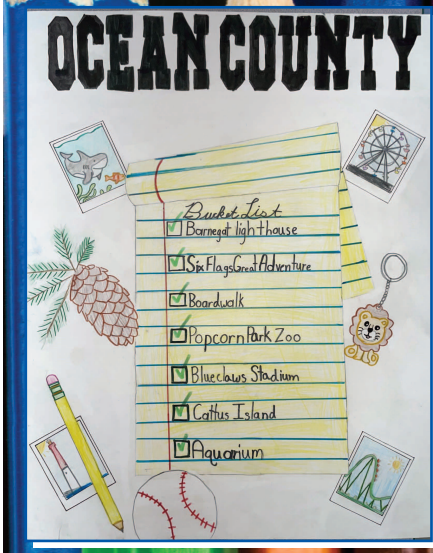 OCEAN COUNTY
Bucket List
Barnegat lighthouse
Six Flags Great Adventure
Boardwalk
Popcorn Park Zoo
Blueclaws Stadium
Cattus Island
Aquarium